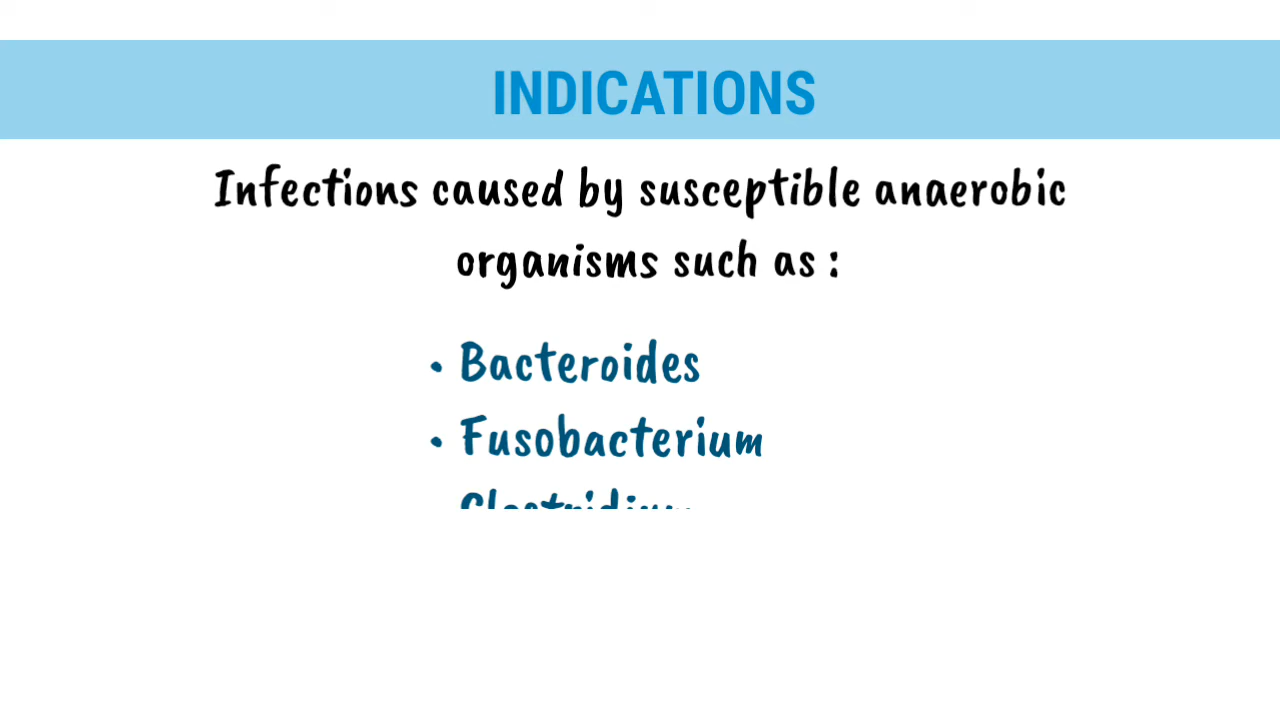 INDICATIONS
Infections caused by susceptible anaerobic
organisms such as :
• Bacteroides
• Fusobacterium
Clostridium